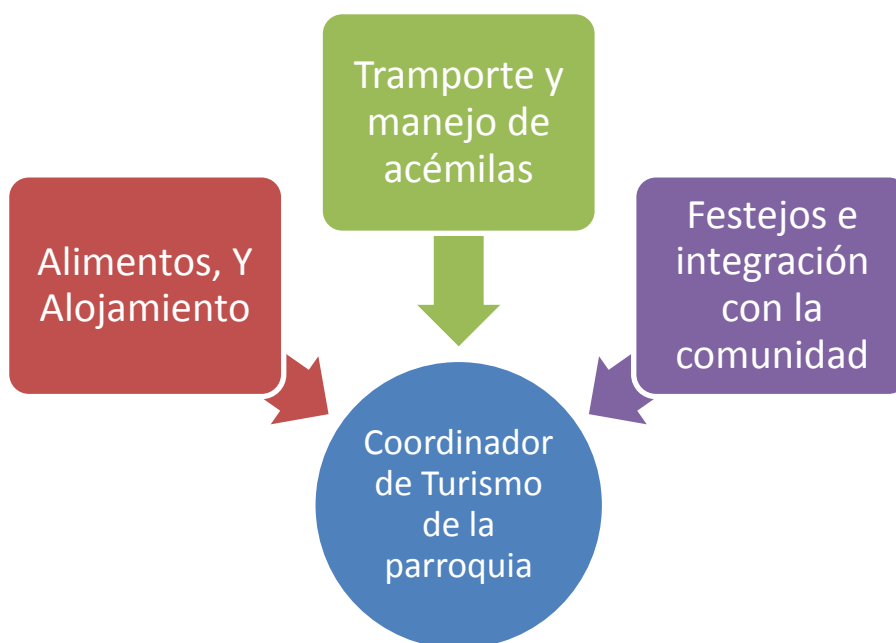 Tramporte y
manejo de
acémilas
Alimentos, Y
Alojamiento
Festejos e
integración
con la
comunidad
Coordinador
de Turismo
de la
parroquia